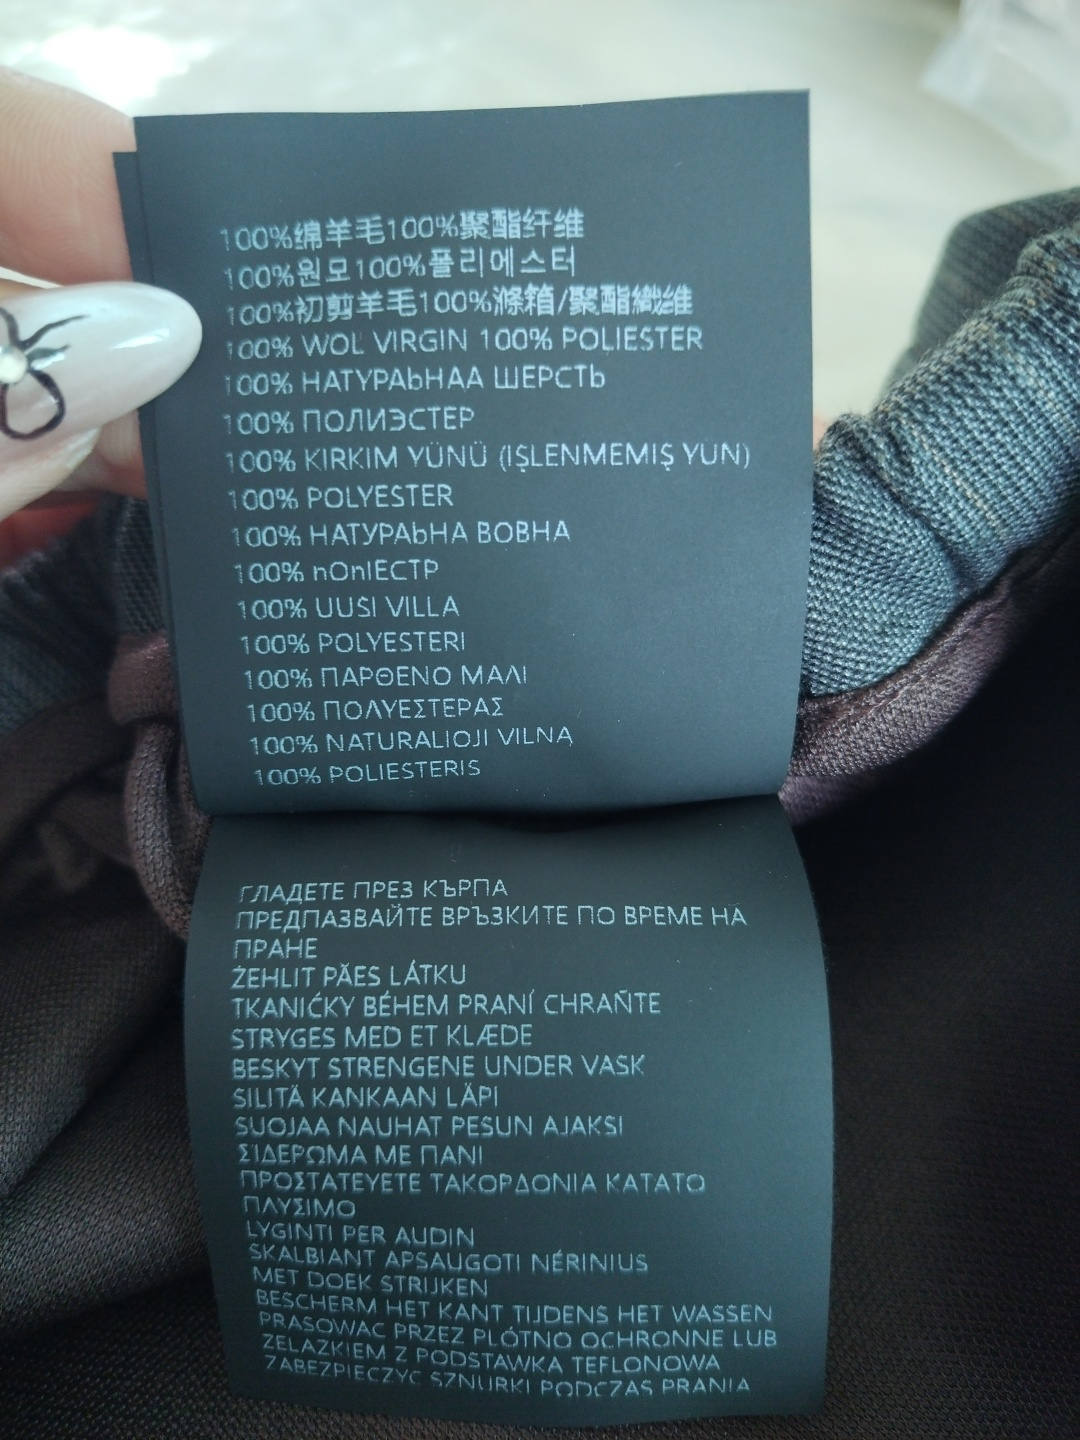 100%绵羊毛100%聚酯纤维
100%원모100%폴리에스터
100%初剪羊毛100%滌箱/聚酯織维
100% WOL VIRGIN 100% POLIESTER
100% НАТУРАЬНАА ШЕРСТЬ
100% ПОЛИЭСТЕР
100% KIRKIM YÜNÜ (IŞLENMEMIŞ YUN)
100% POLYESTER
100% НАТУРАЬНА ВОВНА
100% nOnIECTP
100% UUSI VILLA
100% POLYESTERI
100% ΠΑΡΘΕΝΟ ΜΑΛΙ
100% ΠΟΛΥΕΣΤΕΡΑΣ
100% NATURALIOJI VILNĄ
100% POLIESTERIS
ГЛАДЕТЕ ПРЕЗ КЪРПА
ПРЕДПАЗВАЙТЕ ВРЪЗКИТЕ ПО ВРЕМЕ НА
ПРАНЕ
ŻEHLIT PĂES LÁTKU
TKANIĆKY BÉHEM PRANÍ CHRAÑTE
STRYGES MED ET KLÆDE
BESKYT STRENGENE UNDER VASK
SILITÄ KANKAAN LÄPI
SUOJAA NAUHAT PESUN AJAKSI
ΣΙΔΕΡΩΜΑ ΜΕ ΠΑΝΙ
ΠΡΟΣΤΑΤΕΥΕΤΕ ΤΑΚΟΡΔΟΝΙΑ ΚΑΤΑΤΟ
ΠΛΥΣΙΜΟ
LYGINTI PER AUDIN
SKALBIANT APSAUGOTI NÉRINIUS
MET DOEK STRIJKEN
BESCHERM HET KANT TIJDENS HET WASSEN
PRASOWAC PRZEZ PLÓTNO OCHRONNE LUB
ZELAZKIEM Z PODSTAWKA TEFLONOWA
ZABEZPIECZYC SZNURKI PODCZAS PRANIA